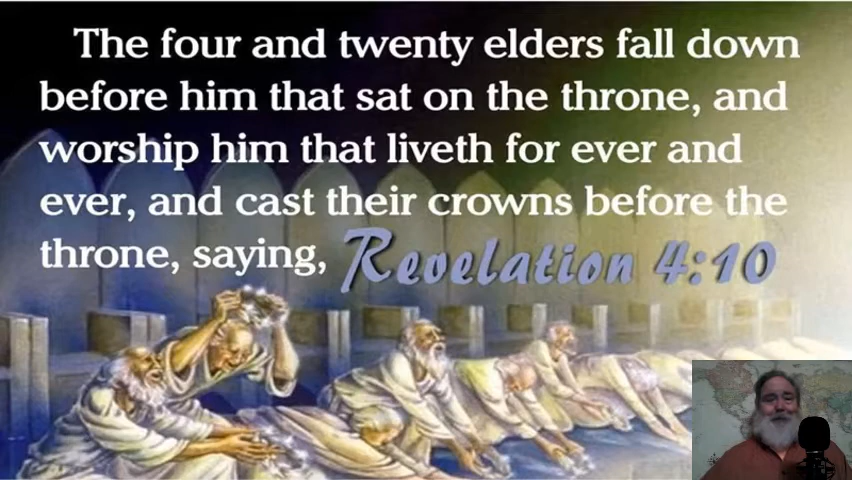 The four and twenty elders fall down
before him that sat on the throne, and
worship him that liveth for ever and
ever, and cast their crowns before the
throne, saying, Revelation 4:10